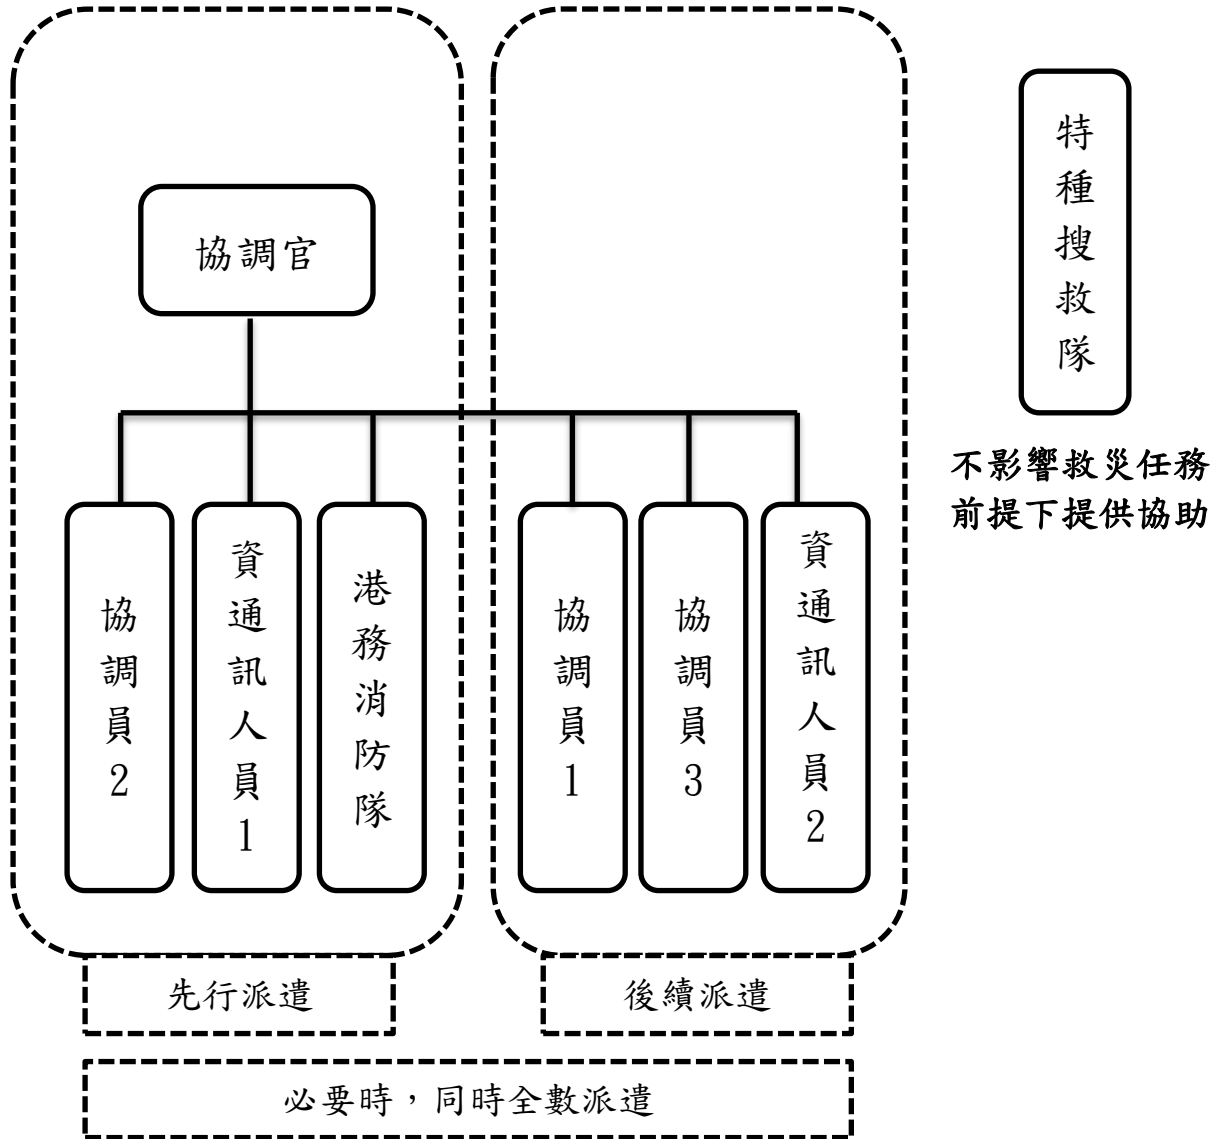 協調官
協調員2
資通訊人員1
港務消防隊
協調員1
協調員3
資通訊人員2
先行派遣
後續派遣
必要時，同時全數派遣
特種搜救隊
不影響救災任務
前提下提供協助